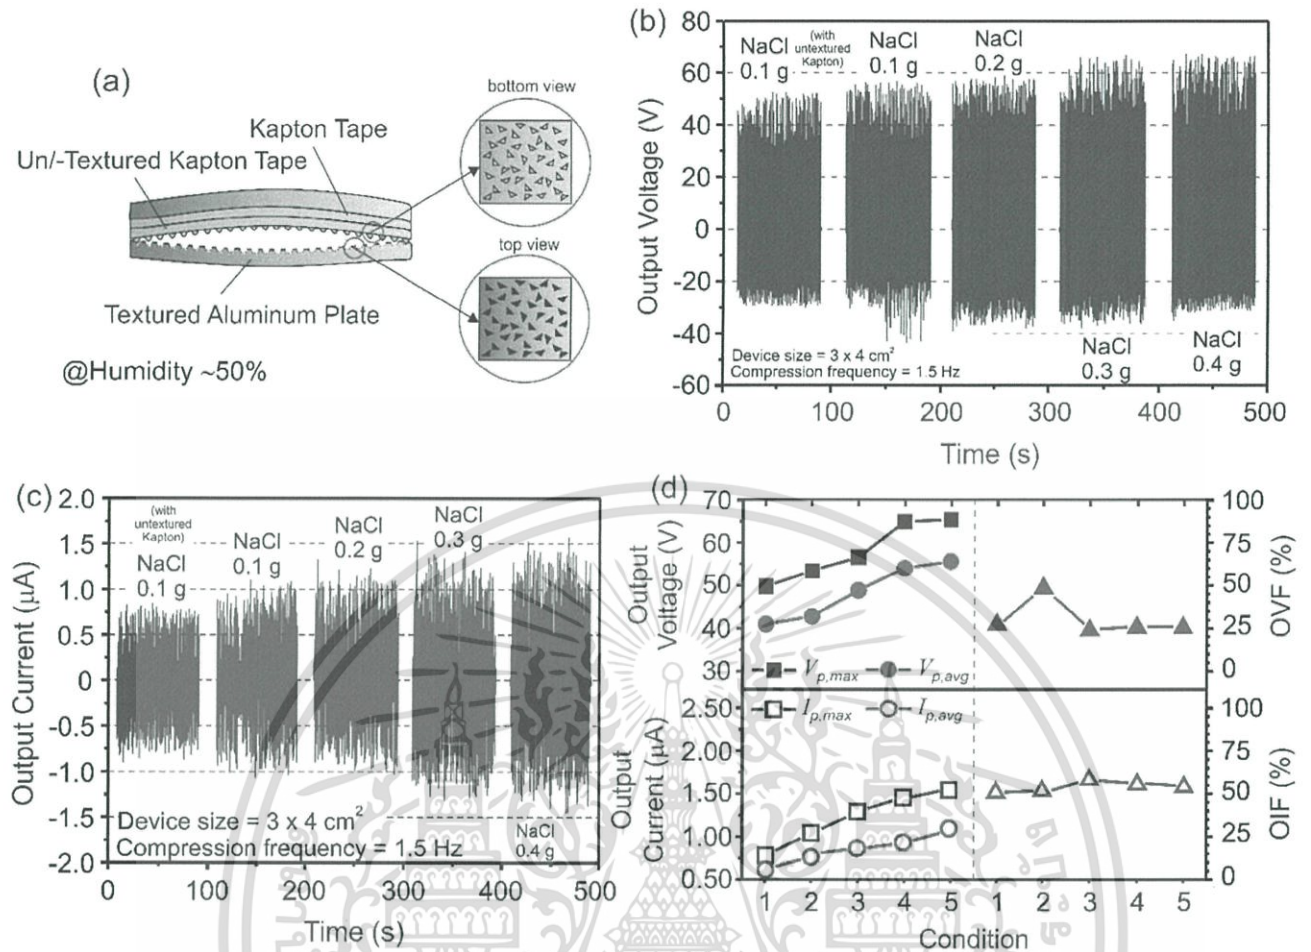 (a)
bottom view
Kapton Tape
Un/-Textured Kapton Tape
top view
Textured Aluminum Plate
@Humidity ~50%
(b)
Output Voltage (V)
80
60
40
20
0
-20
-40
-60
NaCl
0.1 g
(with
untextured
Kapton)
NaCl
0.1 g
NaCl
0.2 g
NaCl
0.3 g
NaCl
0.4 g
Device size = 3 x 4 cm²
Compression frequency = 1.5 Hz
0 100 200 300 400 500
Time (s)
(c)
Output Current (μA)
2.0
1.5
1.0
0.5
0
-0.5
-1.0
-1.5
-2.0
(with
untextured
Kapton)
NaCl
0.1 g
NaCl
0.1 g
NaCl
0.2 g
NaCl
0.3 g
NaCl
0.4 g
Device size = 3 x 4 cm²
Compression frequency = 1.5 Hz
0 100 200 300 400 500
Time (s)
(d)
Output
Voltage (V)
70
60
50
40
30
Vp,max Vp,avg
100
75
50
25
0
OVF (%)
Output
Current (μA)
2.50
2.00
1.50
1.00
0.50
Ip,max Ip,avg
100
75
50
25
0
OIF (%)
1 2 3 4 5 1 2 3 4 5
Condition